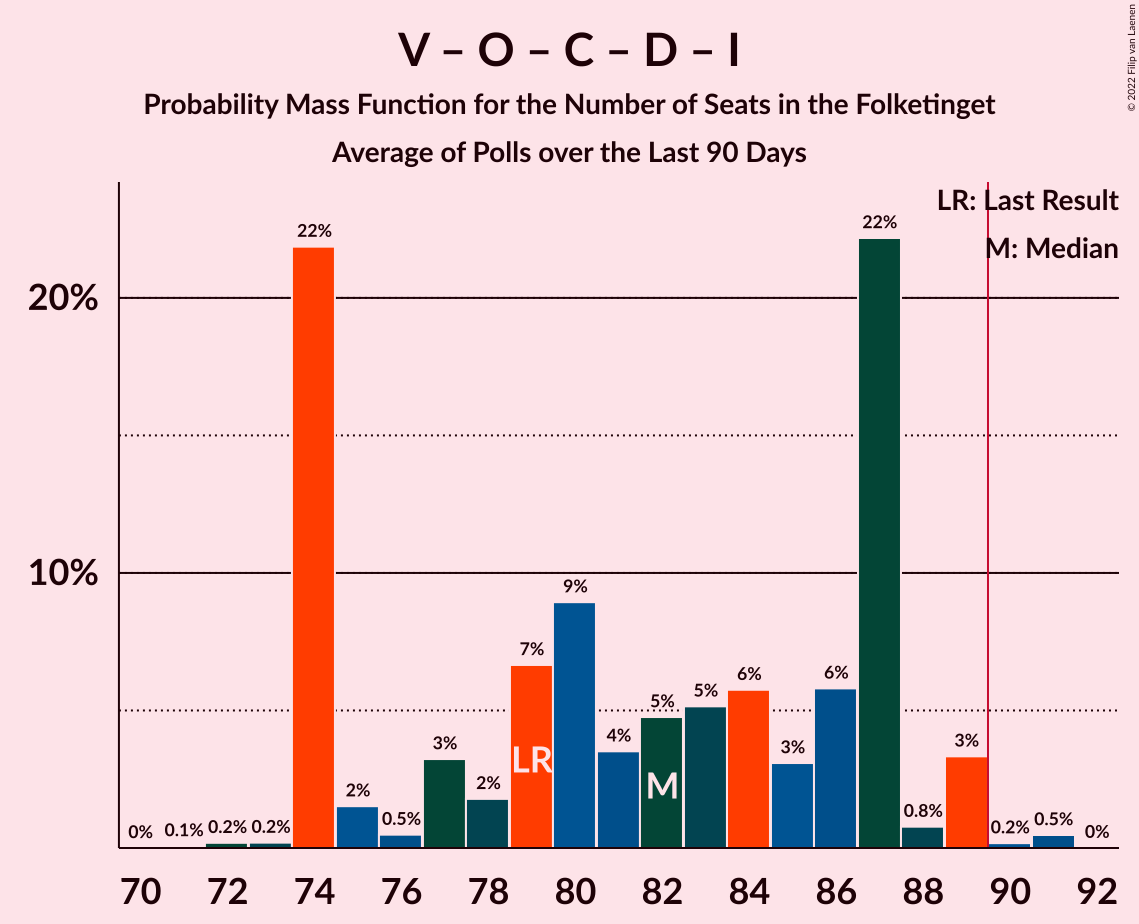 V – O – C – D – I
Probability Mass Function for the Number of Seats in the Folketinget
Average of Polls over the Last 90 Days
© 2022 Filip van Laenen
LR: Last Result
M: Median
20%
10%
0%
0.1%
0.2%
0.2%
22%
2%
0.5%
3%
2%
7%
9%
4%
5%
5%
6%
3%
6%
22%
0.8%
3%
0.2%
0.5%
0%
LR
M
70 72 74 76 78 80 82 84 86 88 90 92